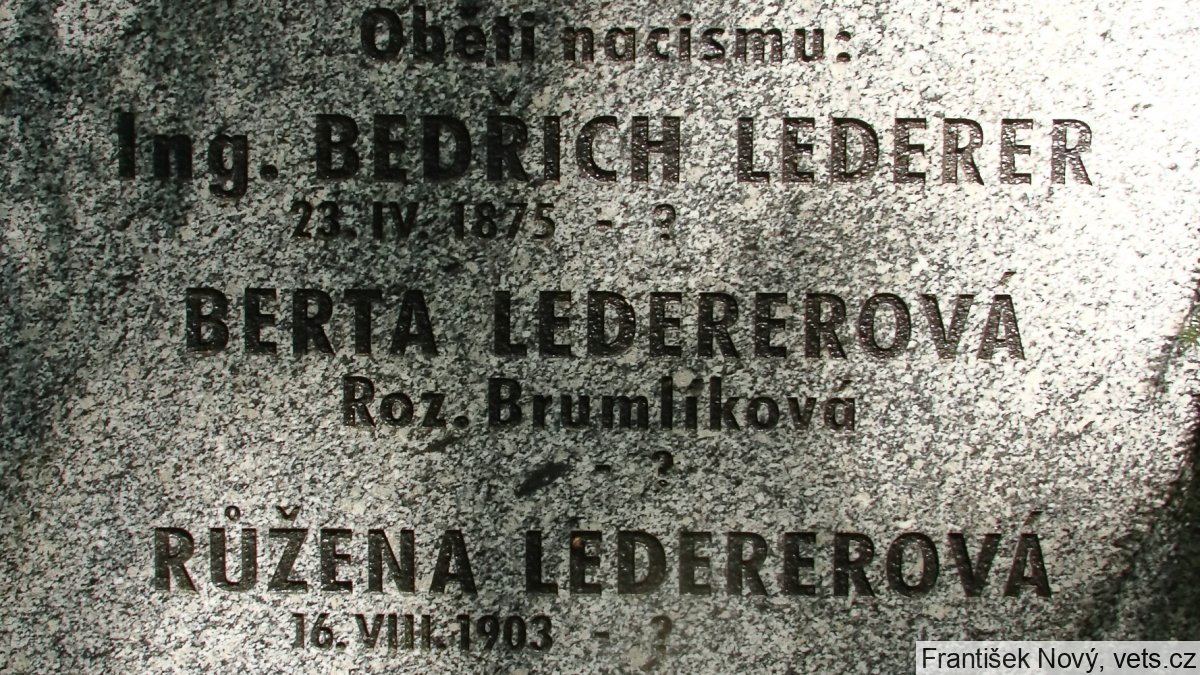 Oběti nacismu:
Ing. BEDŘICH LEDERER
23. IV. 1875 - ?
BERTA LEDEREROVÁ
Roz. Brumlíková
- ?
RŮŽENA LEDEREROVÁ
16. VIII. 1903 - ?
František Nový, vets.cz